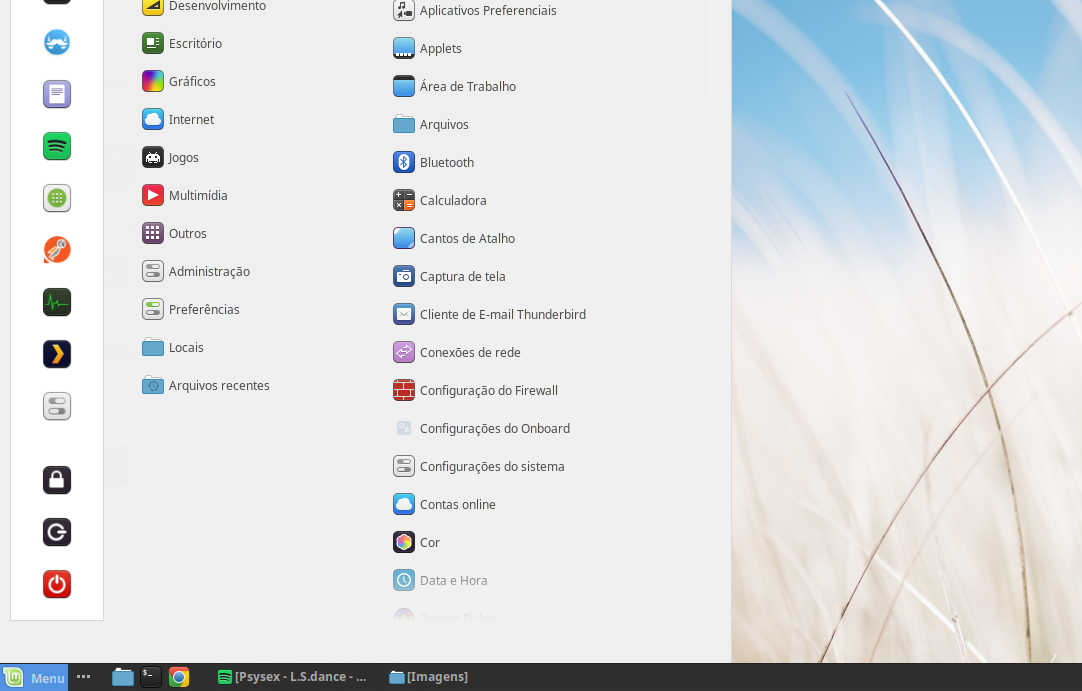 Desenvolvimento
Escritório
Gráficos
Internet
Jogos
Multimídia
Outros
Administração
Preferências
Locais
Arquivos recentes
Aplicativos Preferenciais
Applets
Área de Trabalho
Arquivos
Bluetooth
Calculadora
Cantos de Atalho
Captura de tela
Cliente de E-mail Thunderbird
Conexões de rede
Configuração do Firewall
Configurações do Onboard
Configurações do sistema
Contas online
Cor
Data e Hora
Menu
[Psysex - L.S.dance - ...
[Imagens]